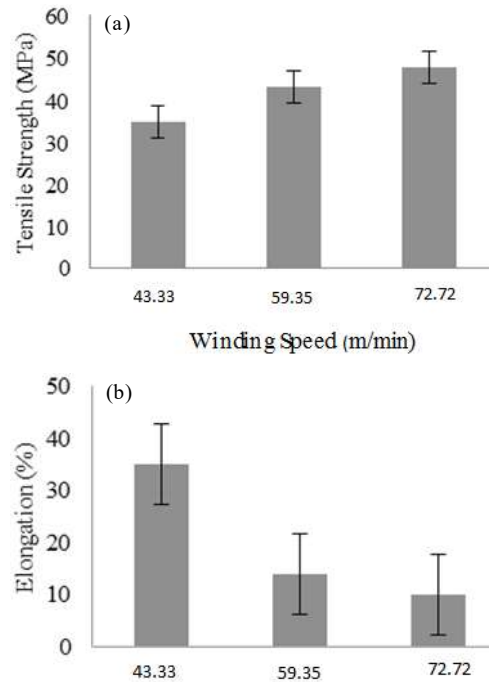 (a)
Tensile Strength (MPa)
60
50
40
30
20
10
0
43.33 59.35 72.72
Winding Speed (m/min)
(b)
Elongation (%)
50
40
30
20
10
0
43.33 59.35 72.72